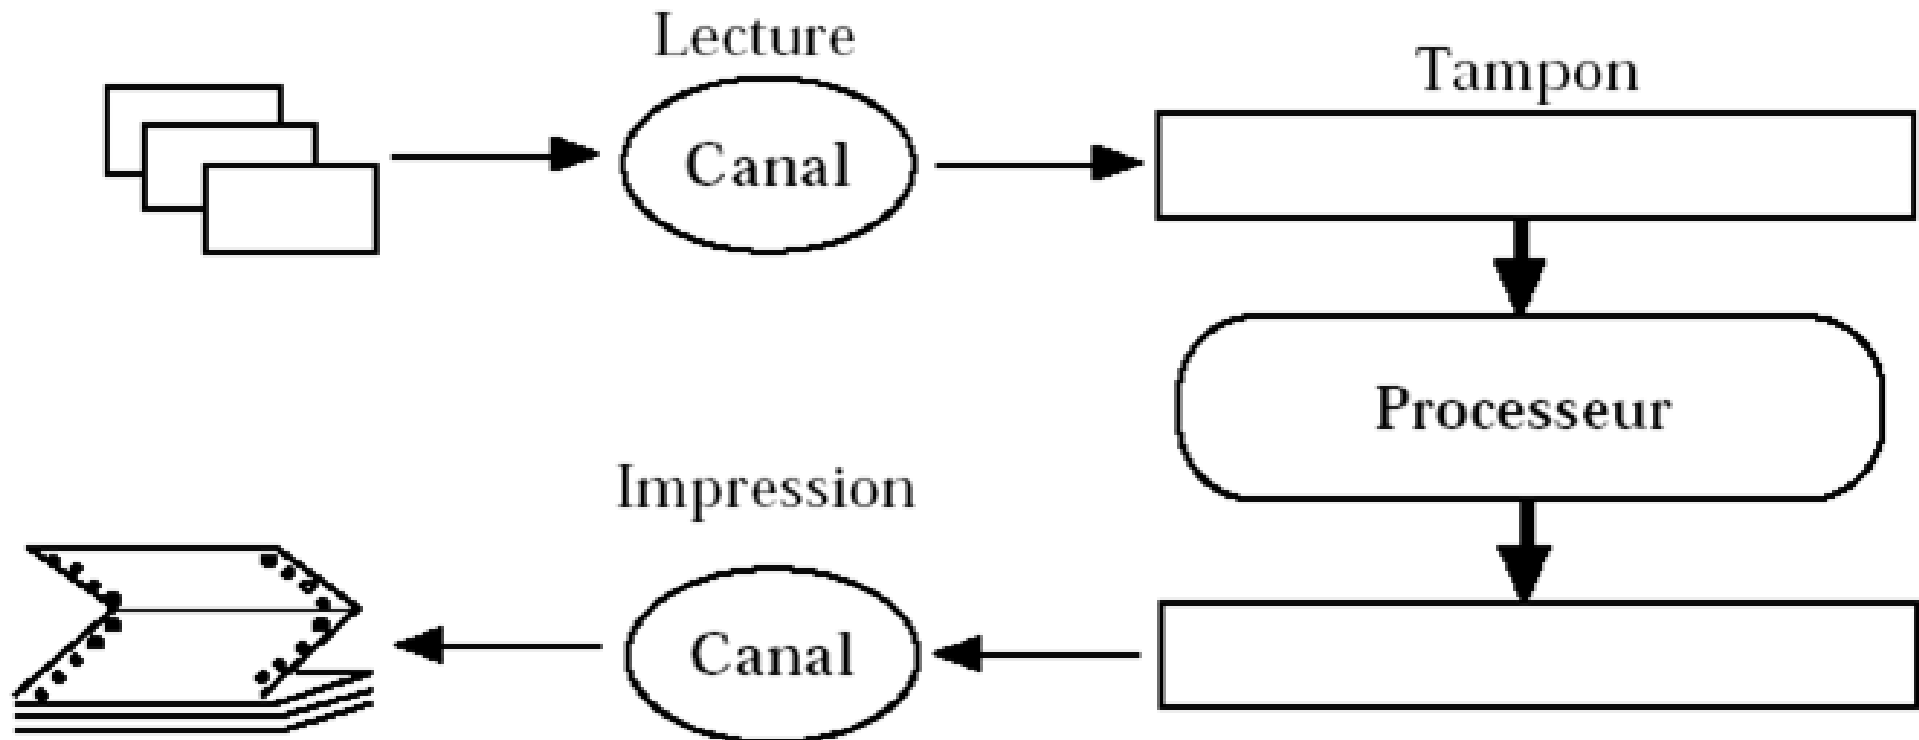 Lecture
Tampon
Canal
Processeur
Impression
Canal